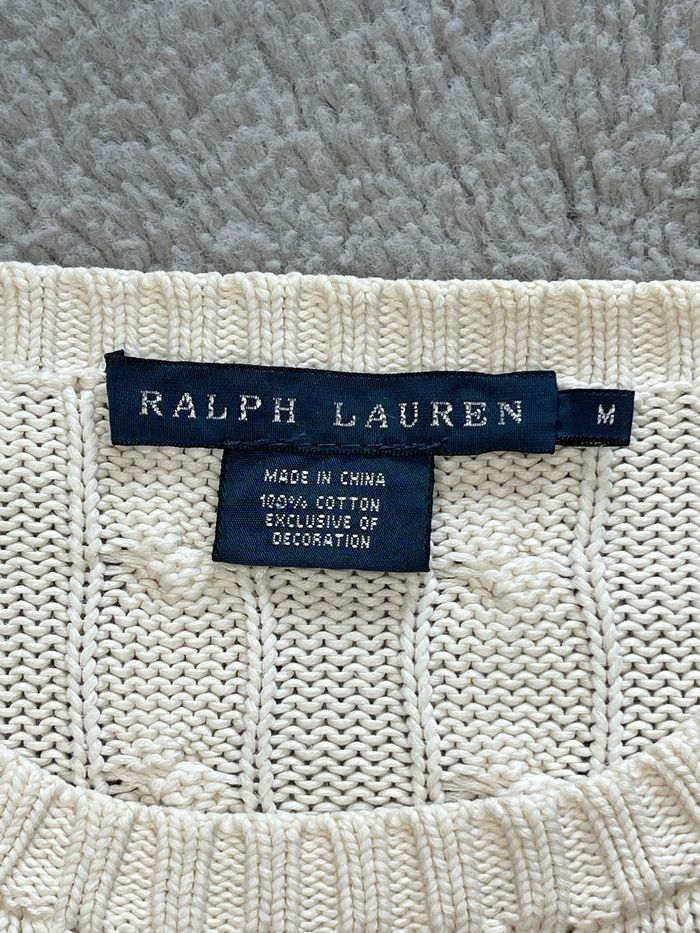 RALPH LAUREN
M
MADE IN CHINA
100% COTTON
EXCLUSIVE OF
DECORATION